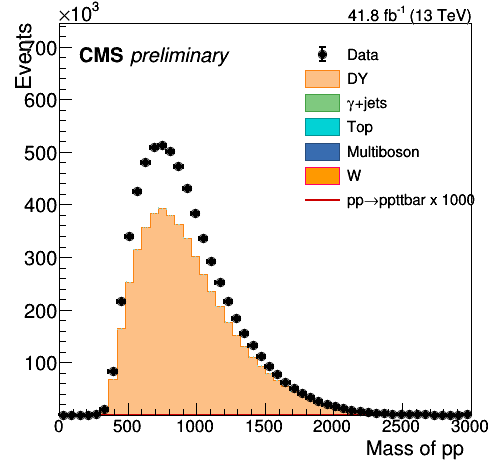 ×10³
41.8 fb⁻¹ (13 TeV)
Events
CMS preliminary
Data
DY
γ+jets
Top
Multiboson
W
pp→ppttbar x 1000
700
600
500
400
300
200
100
0 500 1000 1500 2000 2500 3000
Mass of pp